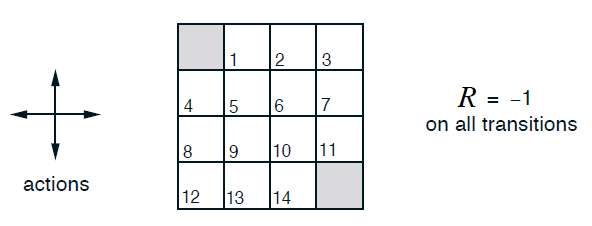 1 2 3
4 5 6 7
R = -1
on all transitions
8 9 10 11
actions
12 13 14